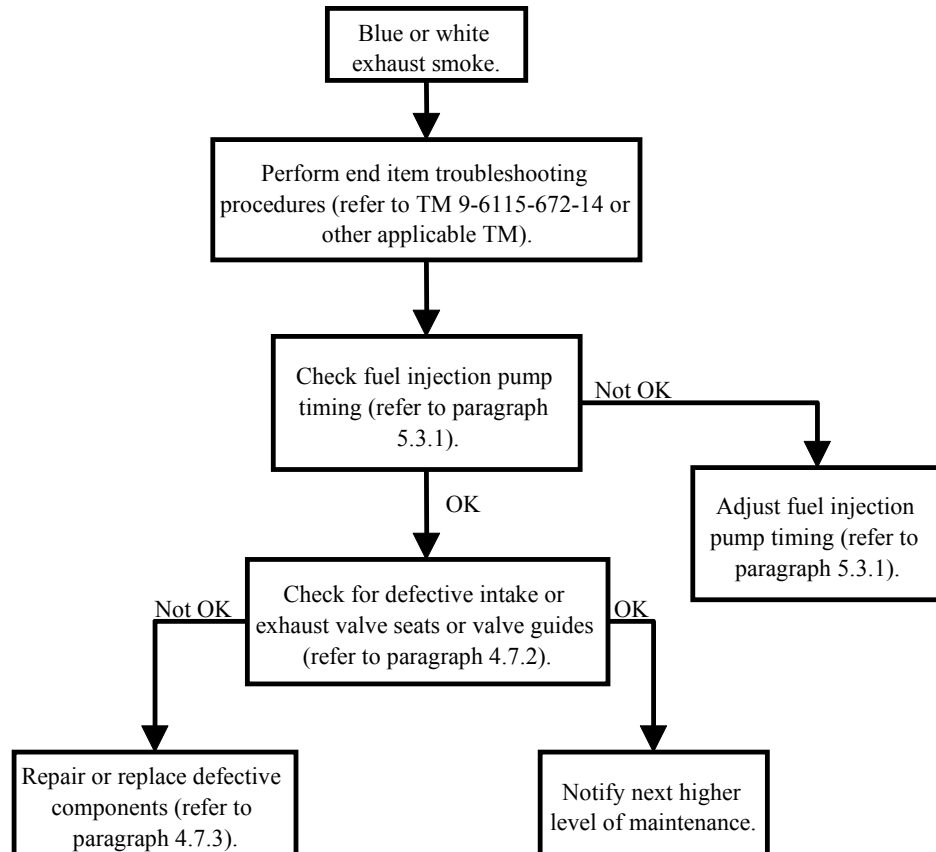 Blue or white
exhaust smoke.
Perform end item troubleshooting
procedures (refer to TM 9-6115-672-14 or
other applicable TM).
Check fuel injection pump
timing (refer to paragraph
5.3.1).
Not OK
OK
Adjust fuel injection
pump timing (refer to
paragraph 5.3.1).
Check for defective intake or
exhaust valve seats or valve guides
(refer to paragraph 4.7.2).
Not OK
OK
Repair or replace defective
components (refer to
paragraph 4.7.3).
Notify next higher
level of maintenance.